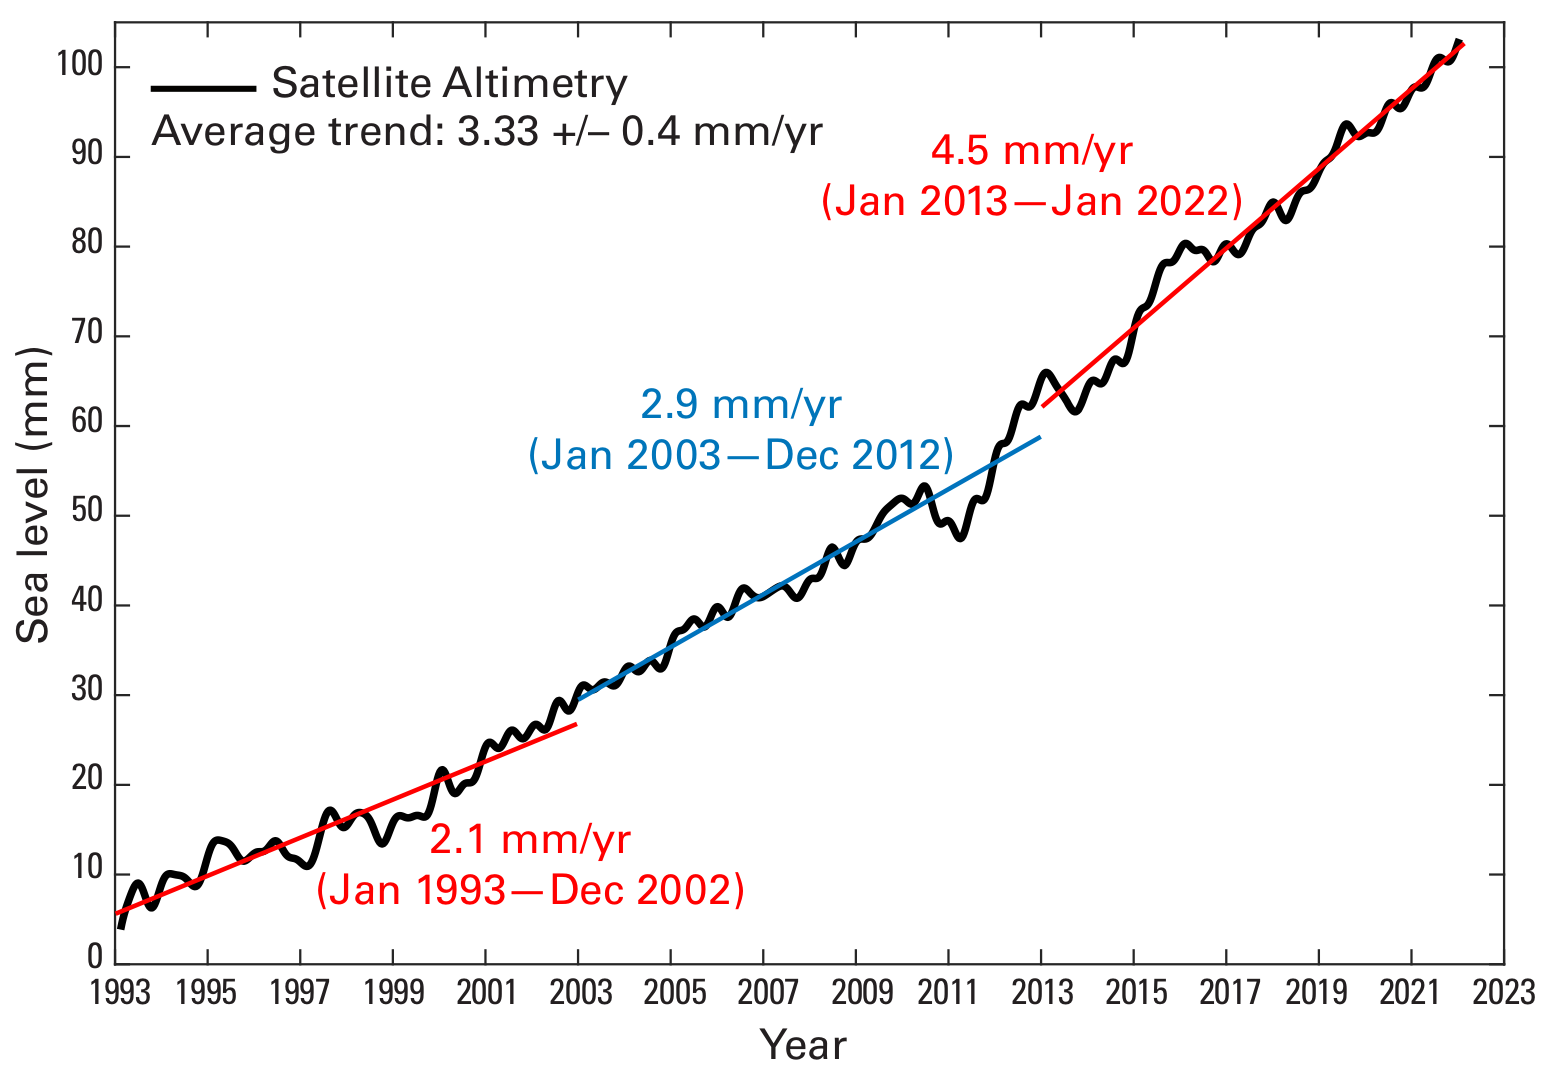 Satellite Altimetry
Average trend: 3.33 +/– 0.4 mm/yr
4.5 mm/yr
(Jan 2013—Jan 2022)
2.9 mm/yr
(Jan 2003—Dec 2012)
2.1 mm/yr
(Jan 1993—Dec 2002)
Sea level (mm)
100
90
80
70
60
50
40
30
20
10
0
1993 1995 1997 1999 2001 2003 2005 2007 2009 2011 2013 2015 2017 2019 2021 2023
Year